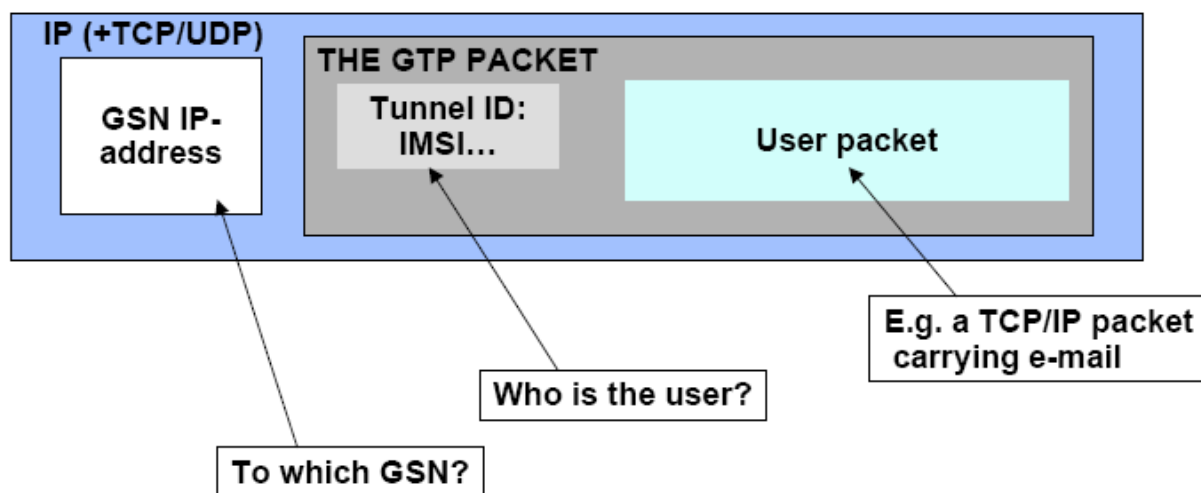 IP (+TCP/UDP)
GSN IP-
address
THE GTP PACKET
Tunnel ID:
IMSI...
User packet
E.g. a TCP/IP packet
carrying e-mail
Who is the user?
To which GSN?